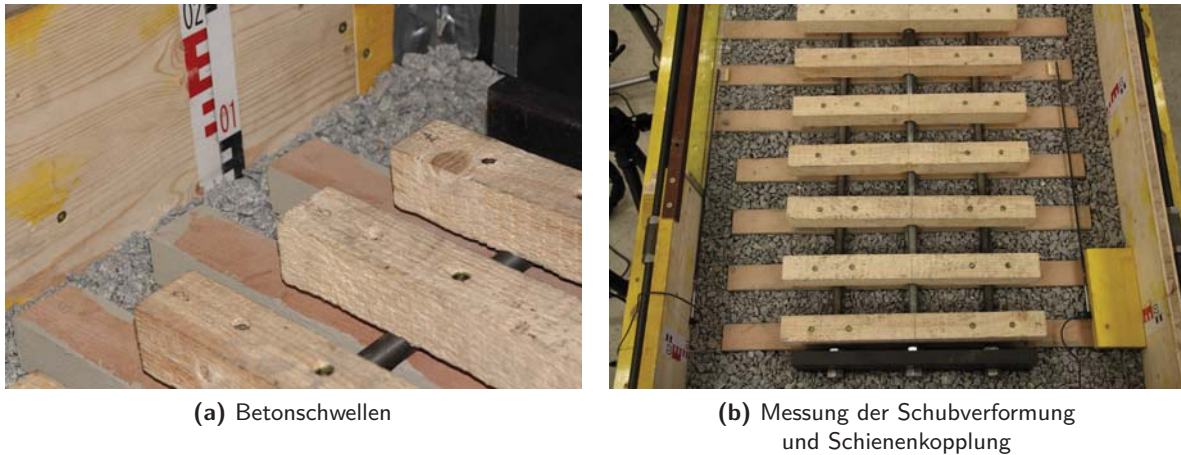 02
01
(a) Betonschwellen
(b) Messung der Schubverformung
und Schienenkopplung